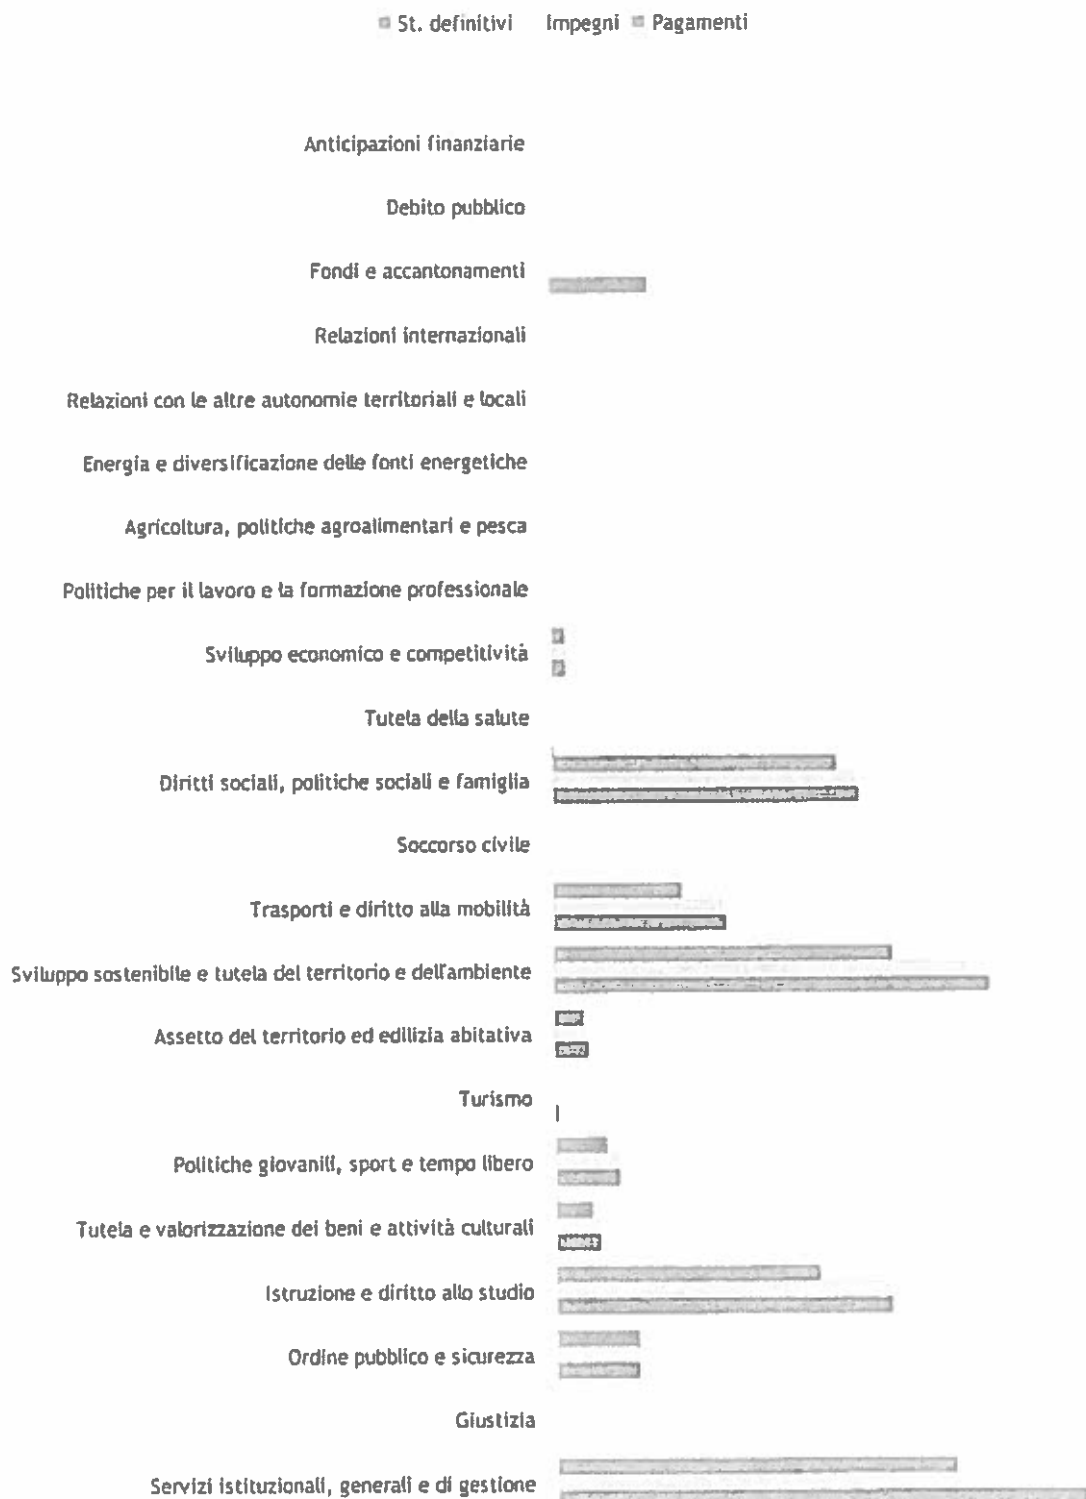 St. definitivi Impegni Pagamenti
Anticipazioni finanziarie
Debito pubblico
Fondi e accantonamenti
Relazioni internazionali
Relazioni con le altre autonomie territoriali e locali
Energia e diversificazione delle fonti energetiche
Agricoltura, politiche agroalimentari e pesca
Politiche per il lavoro e la formazione professionale
Sviluppo economico e competitività
Tutela della salute
Diritti sociali, politiche sociali e famiglia
Soccorso civile
Trasporti e diritto alla mobilità
Sviluppo sostenibile e tutela del territorio e dell'ambiente
Assetto del territorio ed edilizia abitativa
Turismo
Politiche giovanili, sport e tempo libero
Tutela e valorizzazione dei beni e attività culturali
Istruzione e diritto allo studio
Ordine pubblico e sicurezza
Giustizia
Servizi istituzionali, generali e di gestione